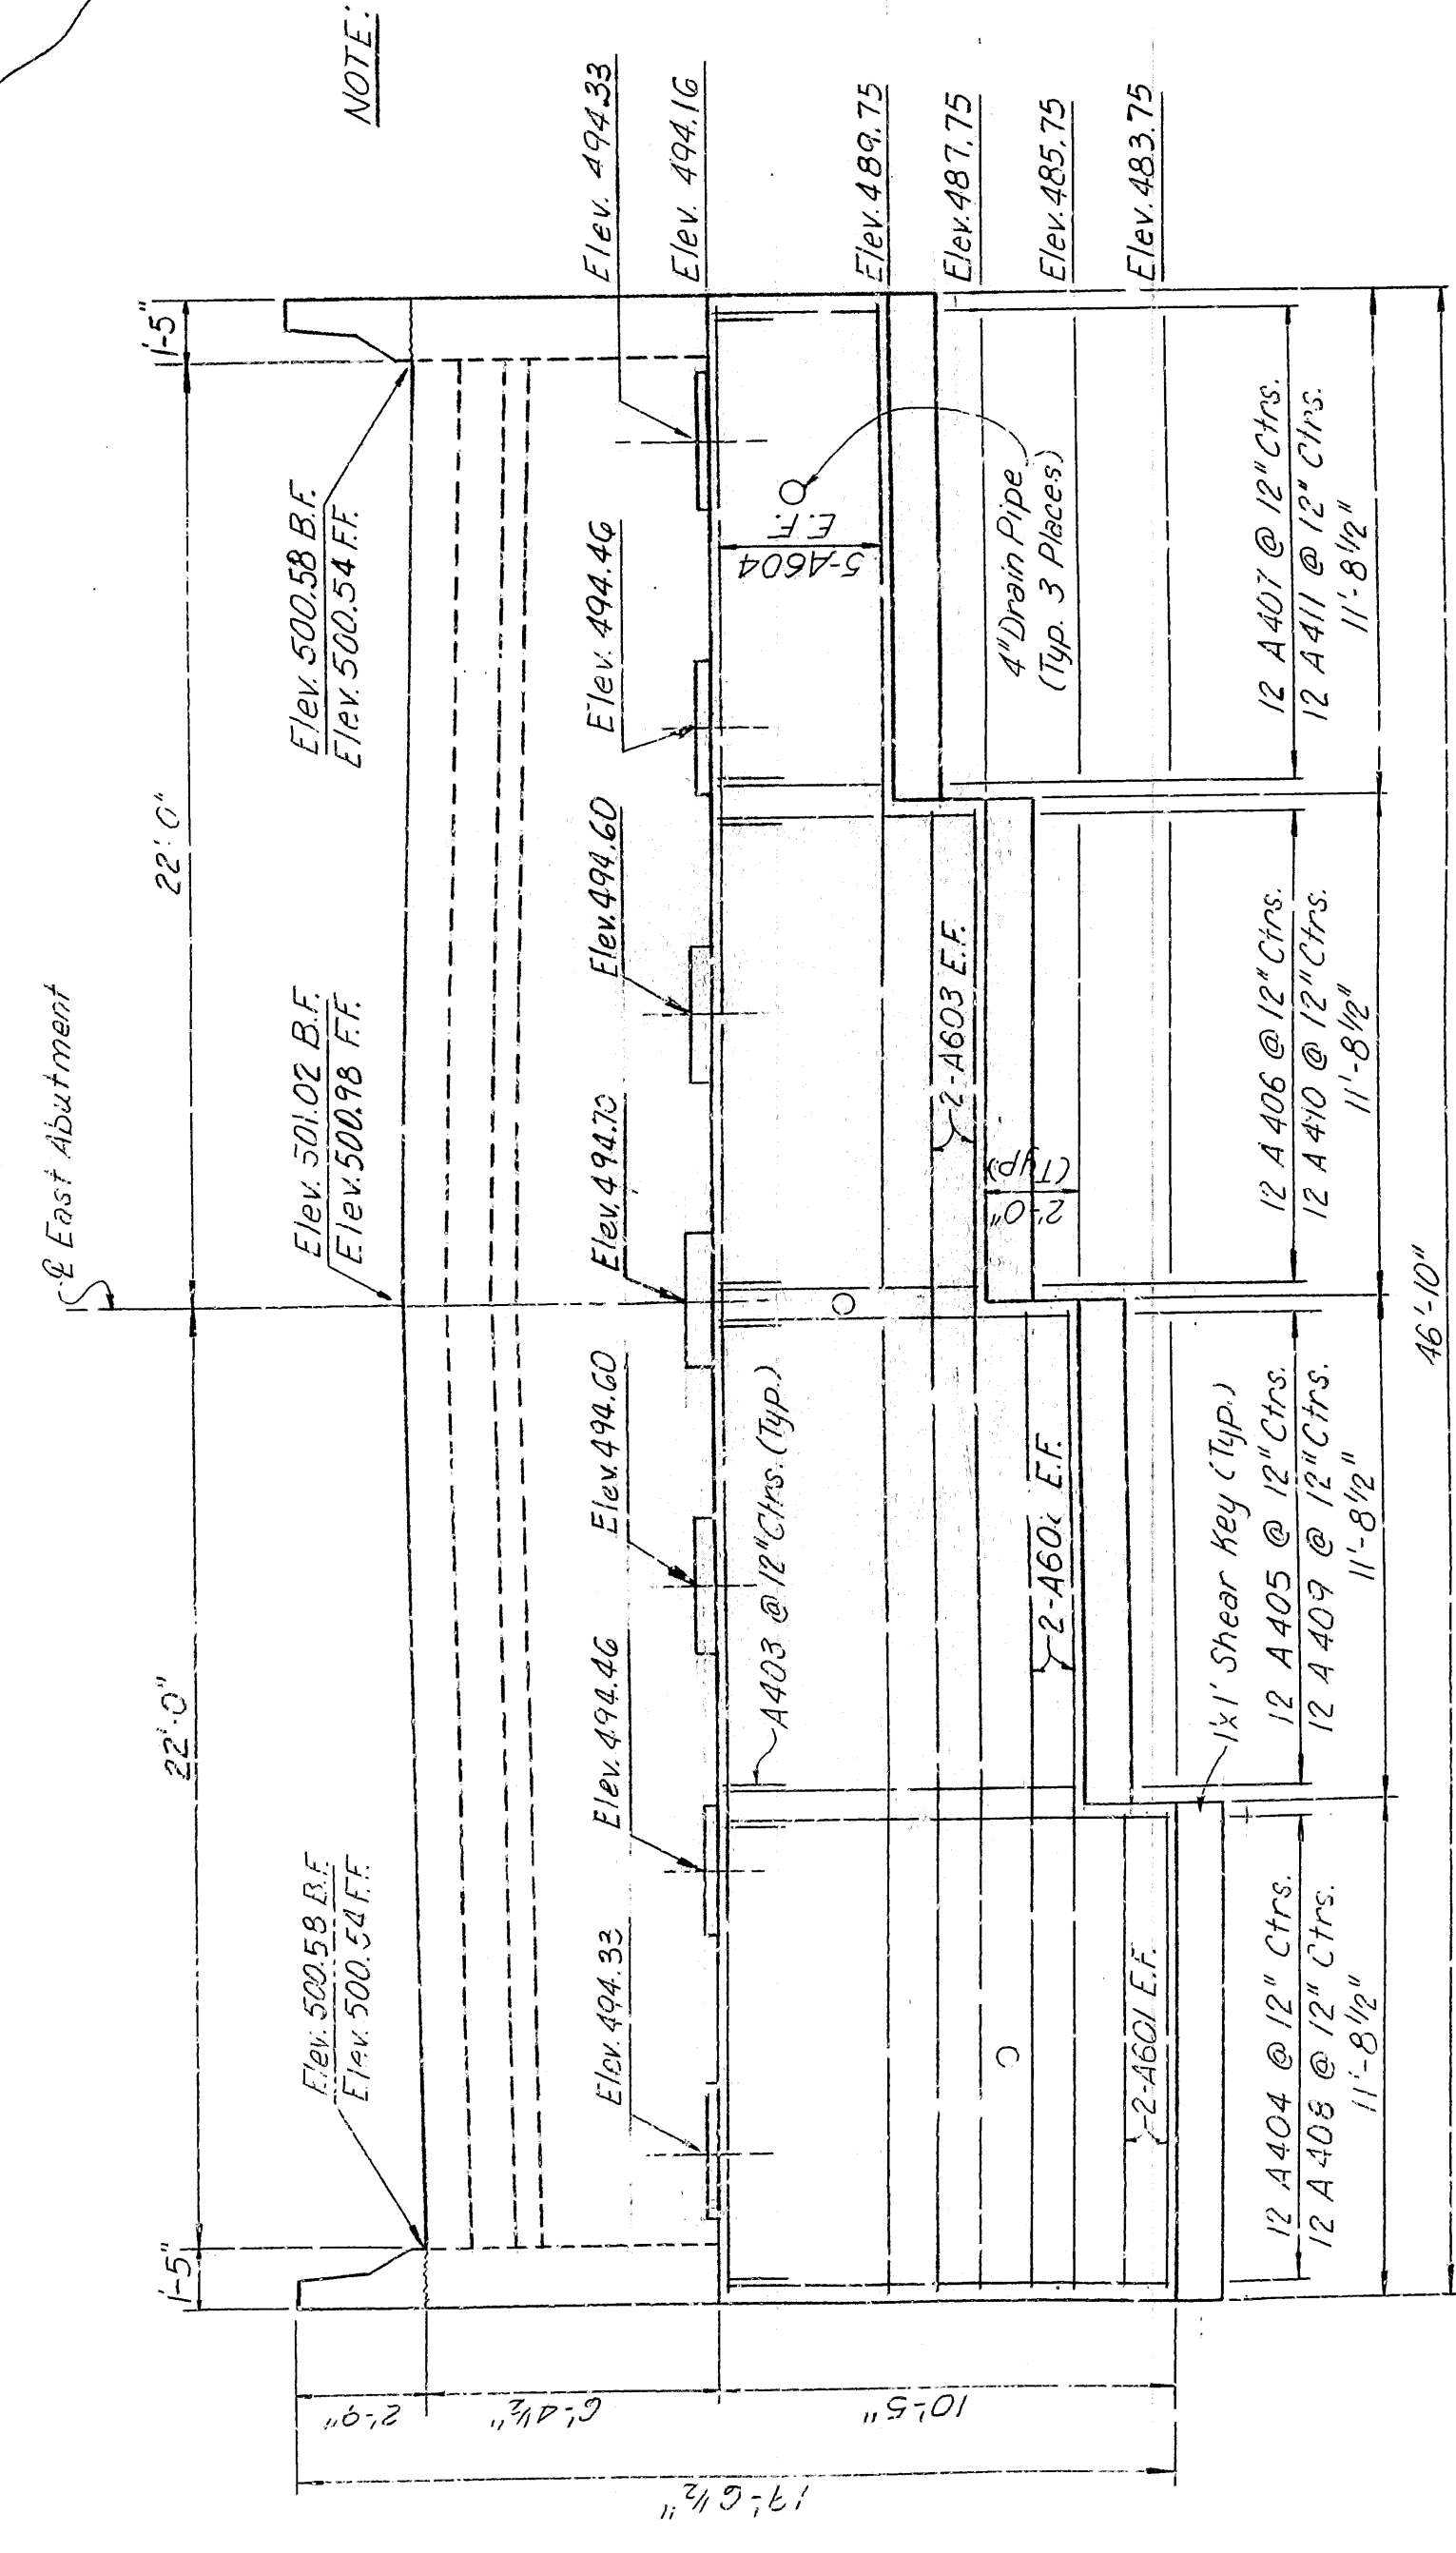 NOTE:
℄ East Abutment
1'-5"
22'-0"
22'-0"
1'-5"
Elev. 500.58 B.F.
Elev. 500.54 F.F.
Elev. 501.02 B.F.
Elev. 500.98 F.F.
Elev. 500.58 B.F.
Elev. 500.54 F.F.
Elev. 494.33
Elev. 494.46
Elev. 494.60
Elev. 494.70
Elev. 494.60
Elev. 494.46
Elev. 494.33
Elev. 494.16
Elev. 489.75
Elev. 487.75
Elev. 485.75
Elev. 483.75
2'-9"
6'-4½"
10'-5"
17'-6½"
A403 @ 12" Ctrs. (Typ.)
5-A604
E.F.
4" Drain Pipe
(Typ. 3 Places)
2-A603 E.F.
2'-0"
(Typ.)
E.F.
2-A601 E.F.
1'x1' Shear Key (Typ.)
12 A404 @ 12" Ctrs.
12 A408 @ 12" Ctrs.
11'-8½"
12 A405 @ 12" Ctrs.
12 A409 @ 12" Ctrs.
11'-8½"
12 A406 @ 12" Ctrs.
12 A410 @ 12" Ctrs.
11'-8½"
12 A407 @ 12" Ctrs.
12 A411 @ 12" Ctrs.
11'-8½"
46'-10"